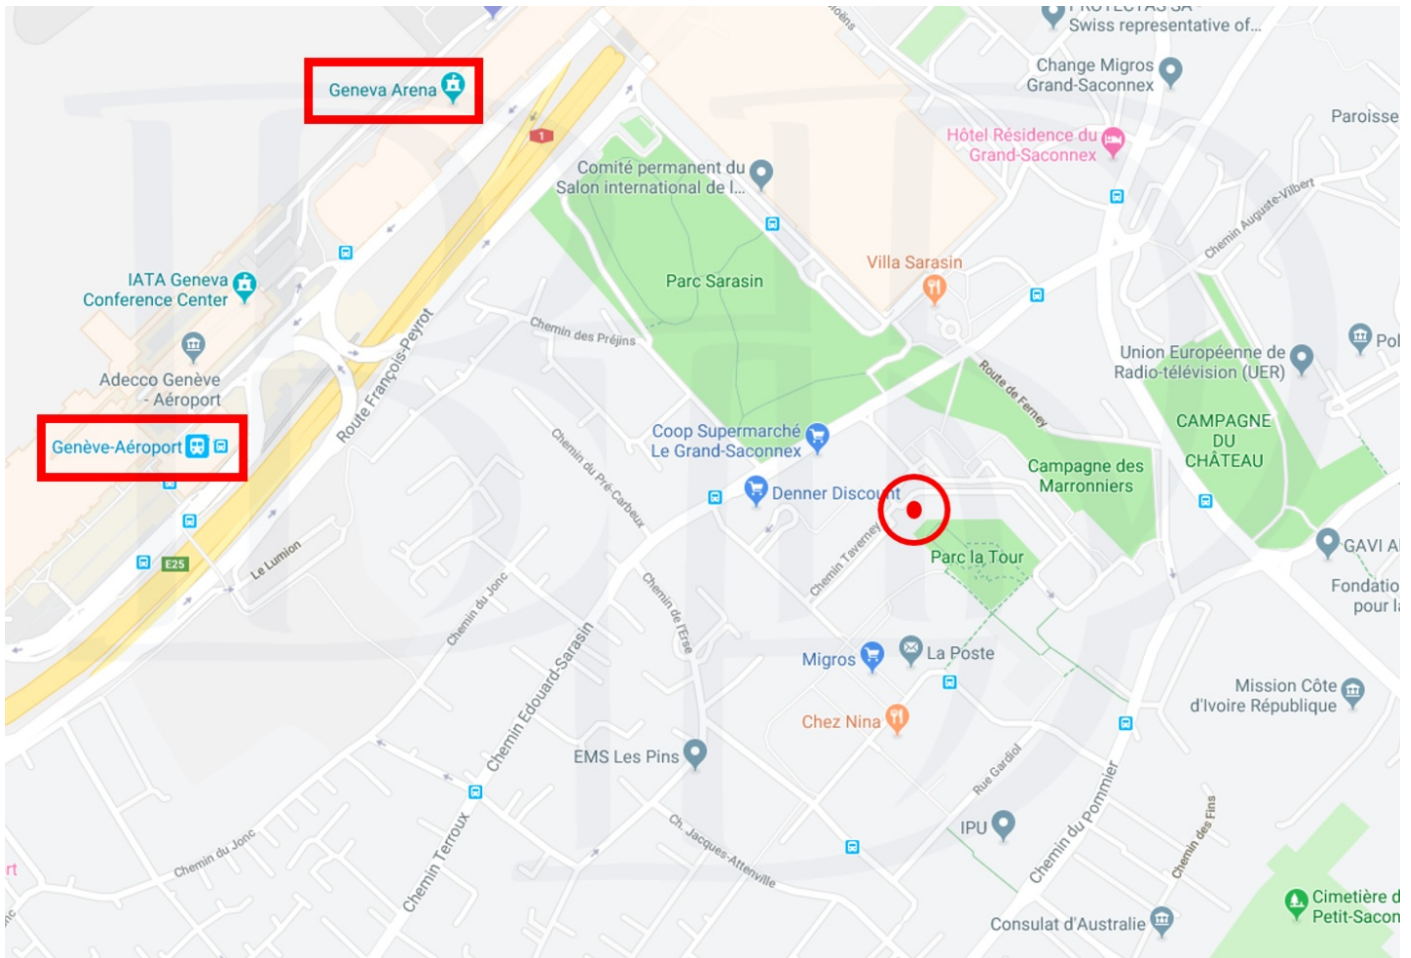 PROTECTAS SA -
Swiss representative of...
Change Migros
Grand-Saconnex
Geneva Arena
Paroisse
1
Hôtel Résidence du
Grand-Saconnex
Comité permanent du
Salon international de l...
Chemin Auguste-Vilbert
Villa Sarasin
IATA Geneva
Conference Center
Parc Sarasin
Chemin des Préjins
Route François-Peyrot
Pol
Union Européenne de
Radio-télévision (UER)
Adecco Genève
- Aéroport
Route de Ferney
CAMPAGNE
DU
CHÂTEAU
Genève-Aéroport
Coop Supermarché
Le Grand-Saconnex
Chemin du Pré-Carbeux
Campagne des
Marronniers
Denner Discount
GAVI A
E25
Le Lumion
Chemin Taverney
Parc la Tour
Chemin du Jonc
Chemin de l'Erse
Fondatio
pour la
Chemin Edouard-Sarasin
Migros
La Poste
Mission Côte
d'Ivoire République
Chez Nina
EMS Les Pins
Rue Gardiol
Chemin du Pommier
Chemin des Fins
IPU
Chemin du Jonc
Chemin Terroux
Ch. Jacques-Attenville
rt
Cimetière d
Petit-Sacon
Consulat d'Australie